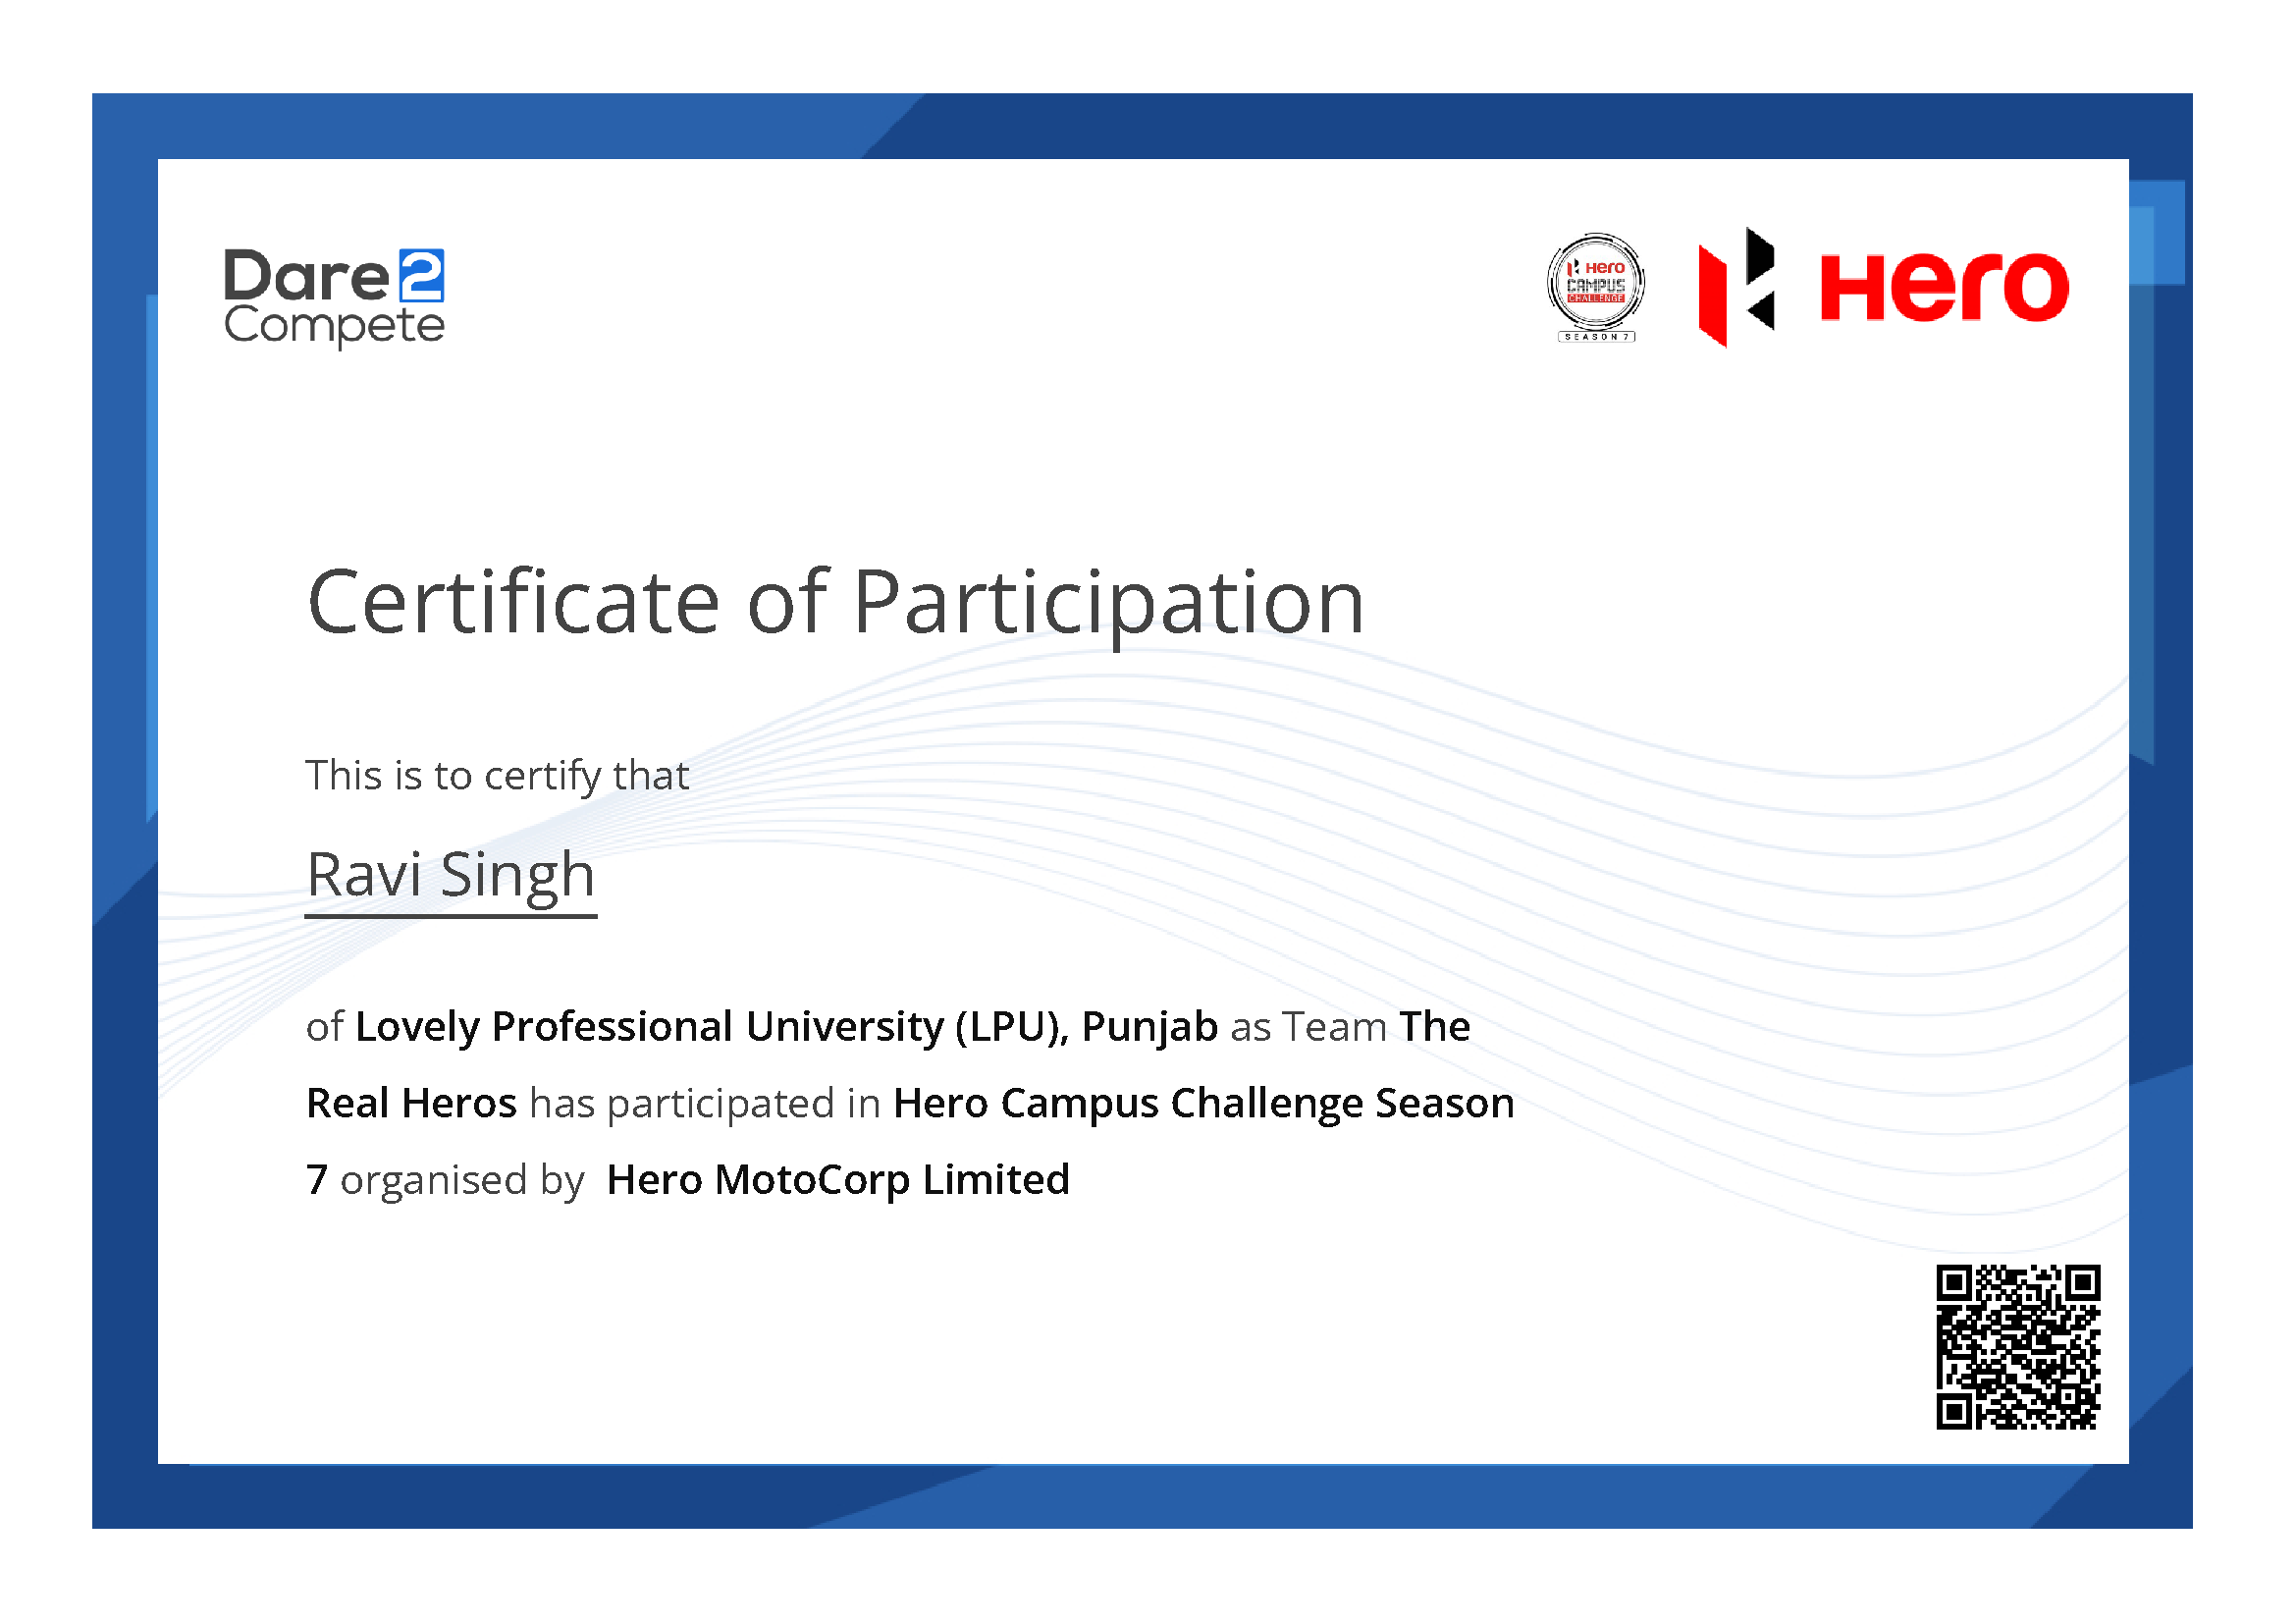 Dare2
Compete
Hero
CAMPUS
CHALLENGE
SEASON 7
Hero
Certificate of Participation
This is to certify that
Ravi Singh
of Lovely Professional University (LPU), Punjab as Team The
Real Heros has participated in Hero Campus Challenge Season
7 organised by Hero MotoCorp Limited